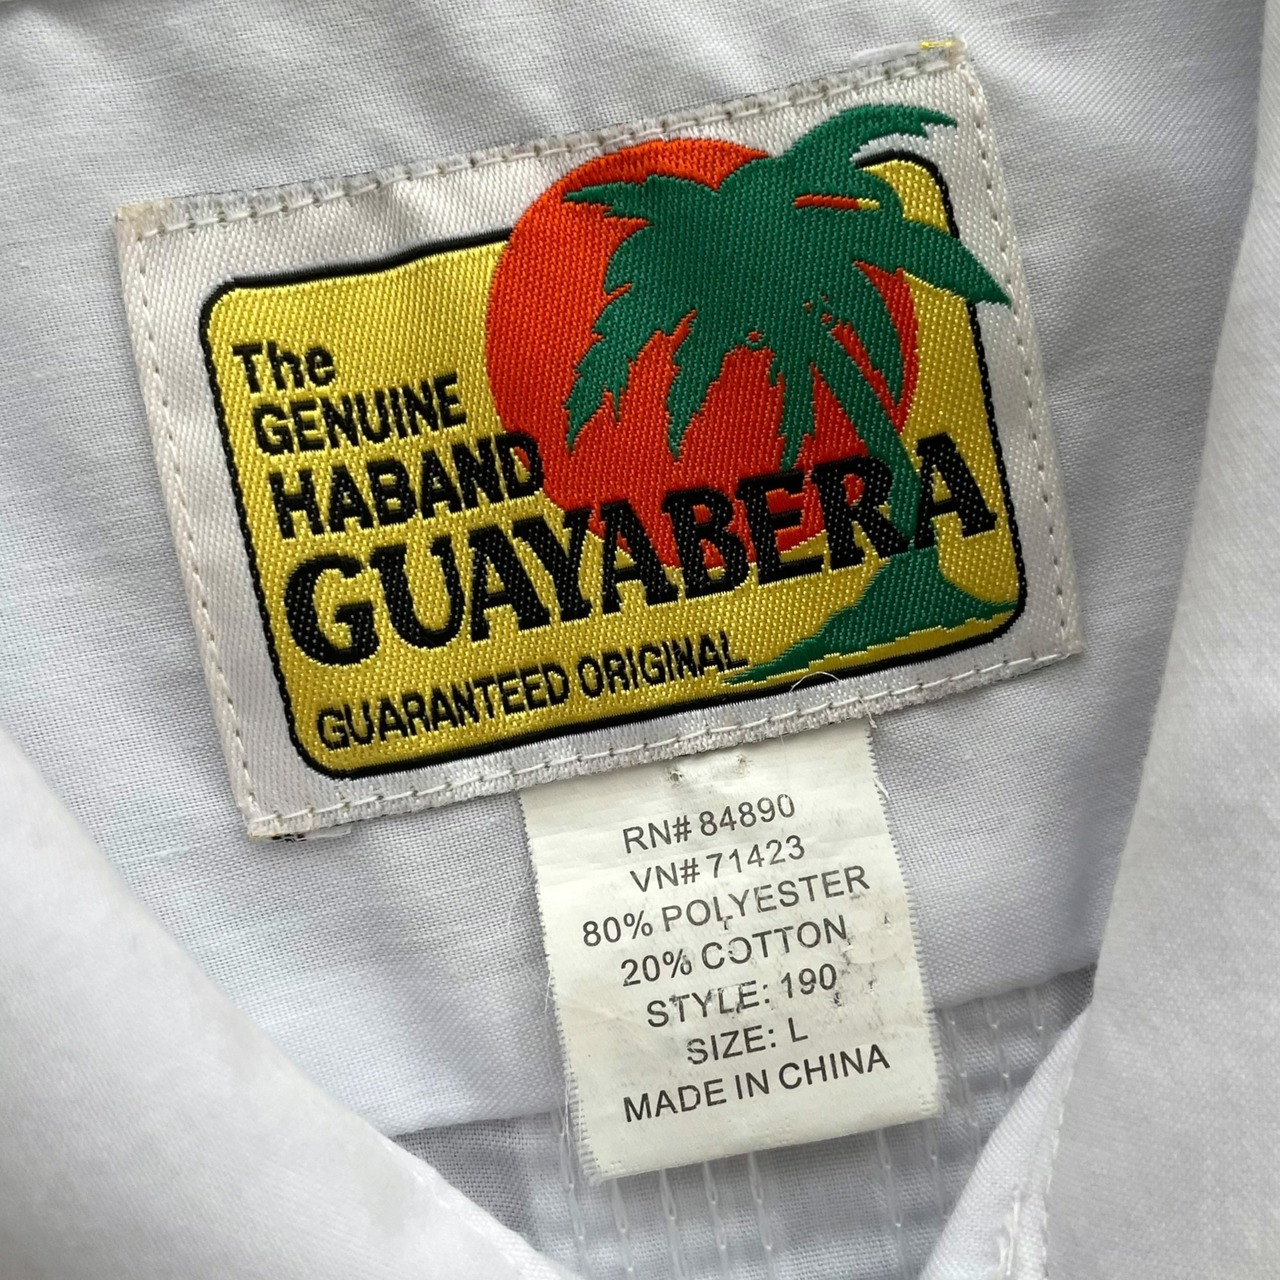 The
GENUINE
HABAND
GUAYABERA
GUARANTEED ORIGINAL
RN# 84890
VN# 71423
80% POLYESTER
20% COTTON
STYLE: 190
SIZE: L
MADE IN CHINA